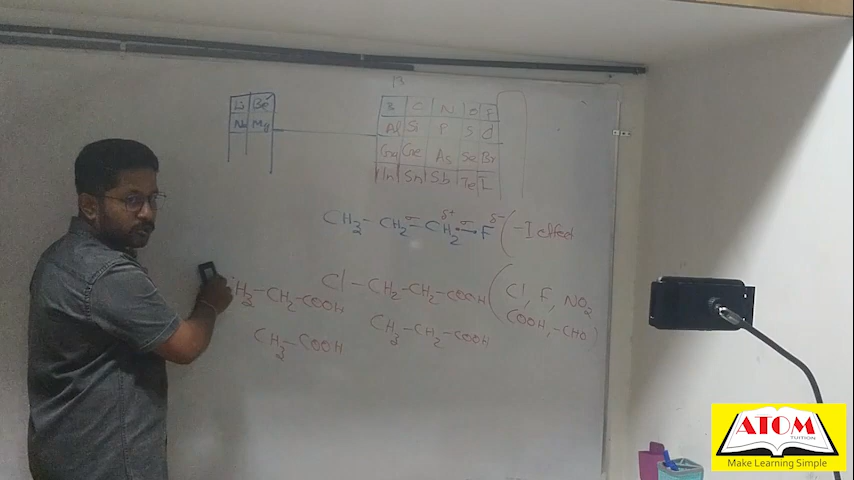 13
Li Be B C N O F
Na Mg Al Si P S Cl
Ga Ge As Se Br
In Sn Sb Te I
CH3-CH2-CH2-F (-I effect
σ δ+ σ δ-
H3-CH2-COOH Cl-CH2-CH2-COOH (Cl, F, NO2
COOH, -CHO)
CH3-COOH CH3-CH2-COOH
ATOM
TUITION
Make Learning Simple